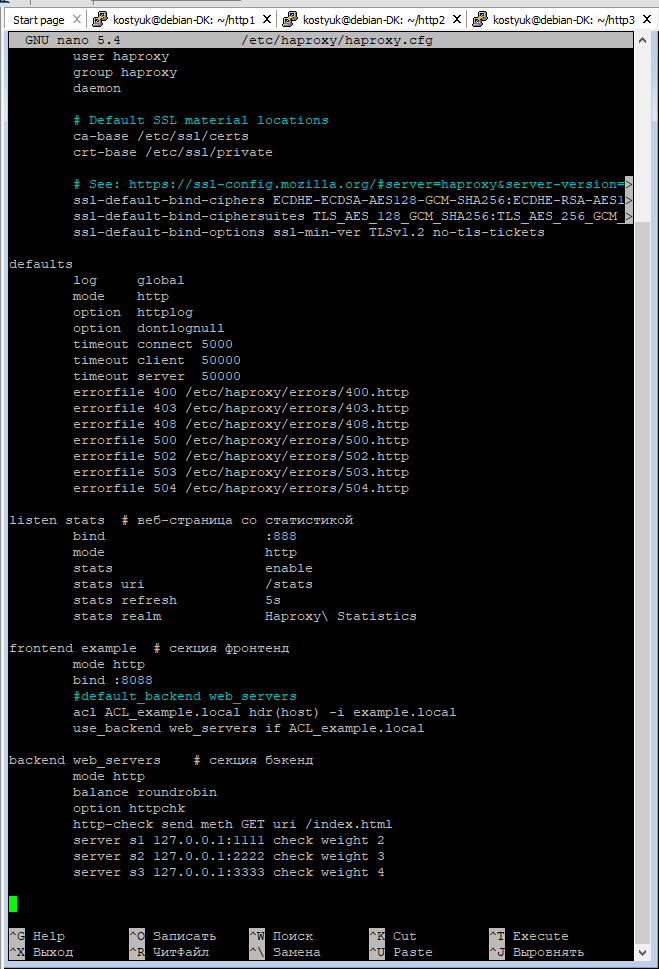 Start page kostyuk@debian-DK: ~/http1 kostyuk@debian-DK: ~/http2 kostyuk@debian-DK: ~/http3
GNU nano 5.4 /etc/haproxy/haproxy.cfg
user haproxy
group haproxy
daemon
# Default SSL material locations
ca-base /etc/ssl/certs
crt-base /etc/ssl/private
# See: https://ssl-config.mozilla.org/#server=haproxy&server-version=>
ssl-default-bind-ciphers ECDHE-ECDSA-AES128-GCM-SHA256:ECDHE-RSA-AES1>
ssl-default-bind-ciphersuites TLS_AES_128_GCM_SHA256:TLS_AES_256_GCM_>
ssl-default-bind-options ssl-min-ver TLSv1.2 no-tls-tickets
defaults
log global
mode http
option httplog
option dontlognull
timeout connect 5000
timeout client 50000
timeout server 50000
errorfile 400 /etc/haproxy/errors/400.http
errorfile 403 /etc/haproxy/errors/403.http
errorfile 408 /etc/haproxy/errors/408.http
errorfile 500 /etc/haproxy/errors/500.http
errorfile 502 /etc/haproxy/errors/502.http
errorfile 503 /etc/haproxy/errors/503.http
errorfile 504 /etc/haproxy/errors/504.http
listen stats # веб-страница со статистикой
bind :888
mode http
stats enable
stats uri /stats
stats refresh 5s
stats realm Haproxy\ Statistics
frontend example # секция фронтенд
mode http
bind :8088
#default_backend web_servers
acl ACL_example.local hdr(host) -i example.local
use_backend web_servers if ACL_example.local
backend web_servers # секция бэкенд
mode http
balance roundrobin
option httpchk
http-check send meth GET uri /index.html
server s1 127.0.0.1:1111 check weight 2
server s2 127.0.0.1:2222 check weight 3
server s3 127.0.0.1:3333 check weight 4
^G Help ^O Записать ^W Поиск ^K Cut ^T Execute
^X Выход ^R ЧитФайл ^\ Замена ^U Paste ^J Выровнять